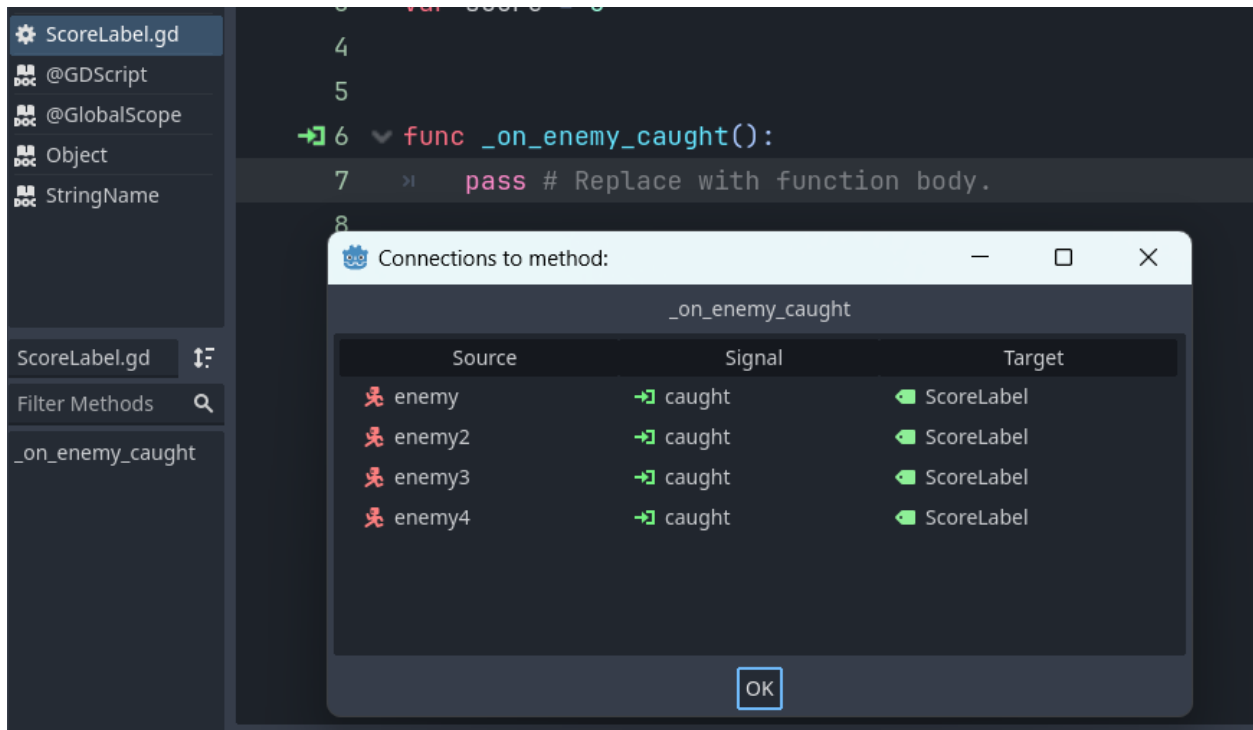 ScoreLabel.gd
@GDScript
@GlobalScope
Object
StringName
ScoreLabel.gd
Filter Methods
_on_enemy_caught
4
5
6 func _on_enemy_caught():
7 pass # Replace with function body.
8
Connections to method:
_on_enemy_caught
Source Signal Target
enemy caught ScoreLabel
enemy2 caught ScoreLabel
enemy3 caught ScoreLabel
enemy4 caught ScoreLabel
OK